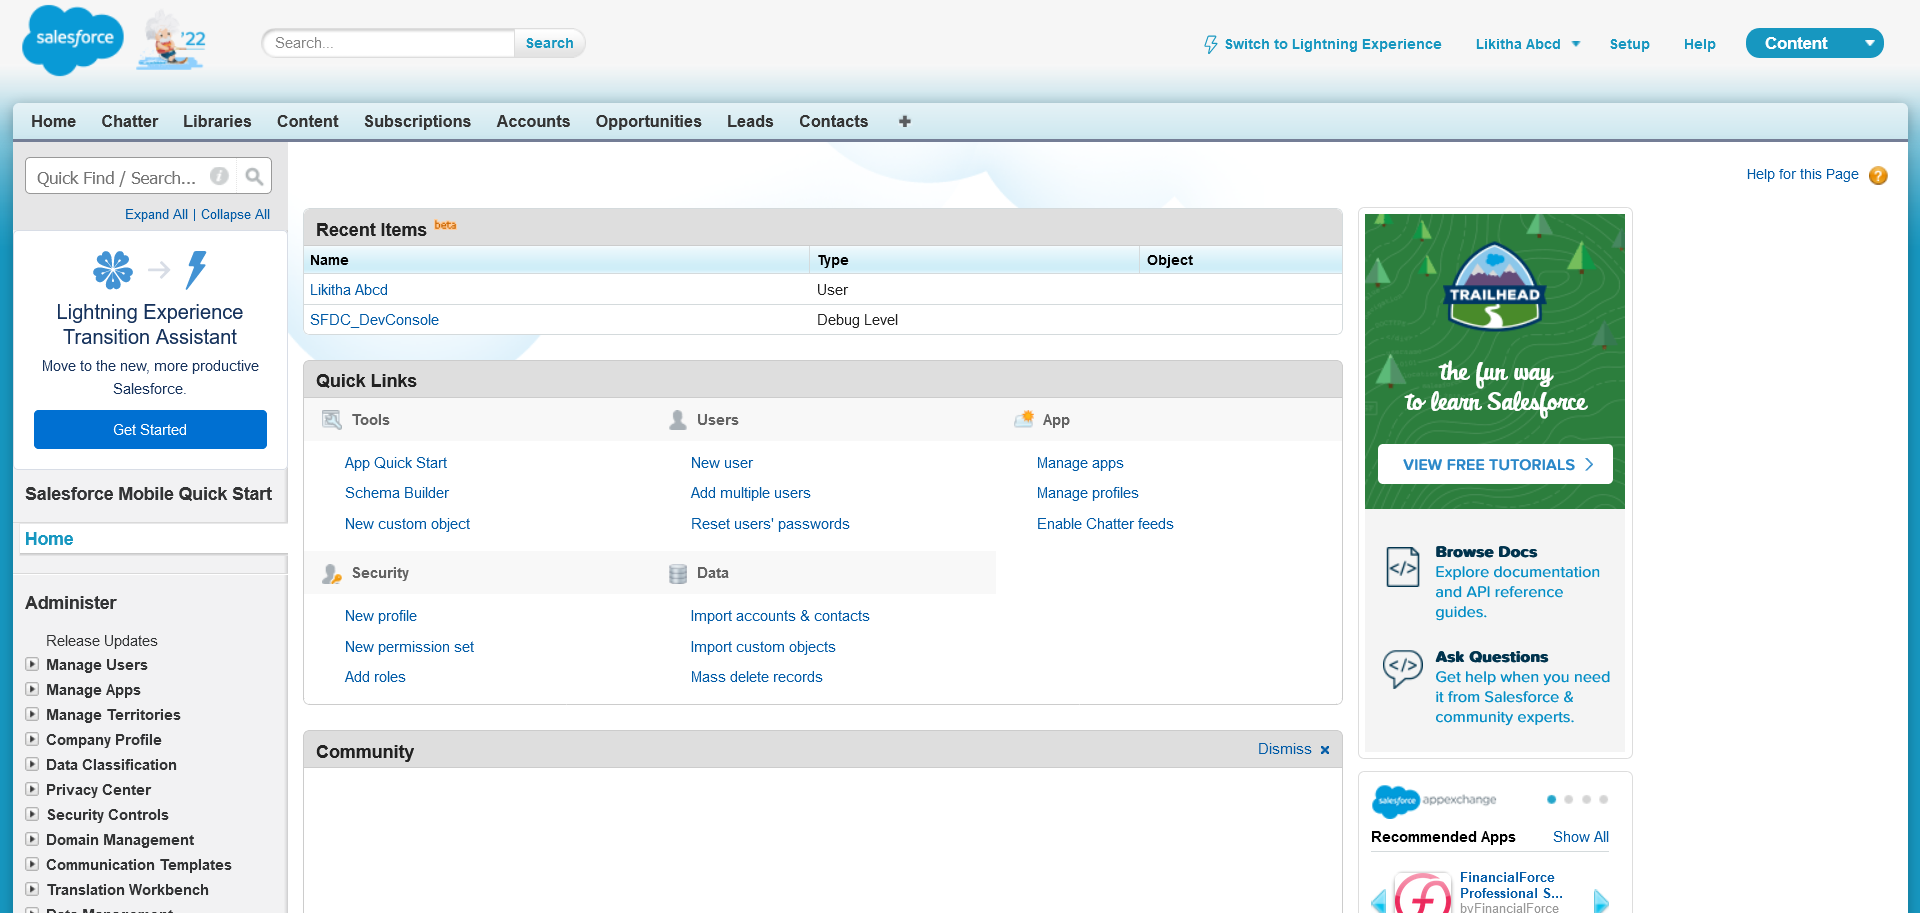 salesforce
'22
Search...
Search
Switch to Lightning Experience
Likitha Abcd
Setup
Help
Content
Home
Chatter
Libraries
Content
Subscriptions
Accounts
Opportunities
Leads
Contacts
Quick Find / Search...
Expand All | Collapse All
Lightning Experience
Transition Assistant
Move to the new, more productive
Salesforce.
Get Started
Salesforce Mobile Quick Start
Home
Administer
Release Updates
Manage Users
Manage Apps
Manage Territories
Company Profile
Data Classification
Privacy Center
Security Controls
Domain Management
Communication Templates
Translation Workbench
Data Management
Help for this Page ?
Recent Items beta
Name Type Object
Likitha Abcd User
SFDC_DevConsole Debug Level
Quick Links
Tools
App Quick Start
Schema Builder
New custom object
Users
New user
Add multiple users
Reset users' passwords
App
Manage apps
Manage profiles
Enable Chatter feeds
Security
New profile
New permission set
Add roles
Data
Import accounts & contacts
Import custom objects
Mass delete records
Community
Dismiss
TRAILHEAD
the fun way
to learn Salesforce
VIEW FREE TUTORIALS
Browse Docs
Explore documentation
and API reference
guides.
Ask Questions
Get help when you need
it from Salesforce &
community experts.
salesforce appexchange
Recommended Apps
Show All
FinancialForce
Professional S...
byFinancialForce